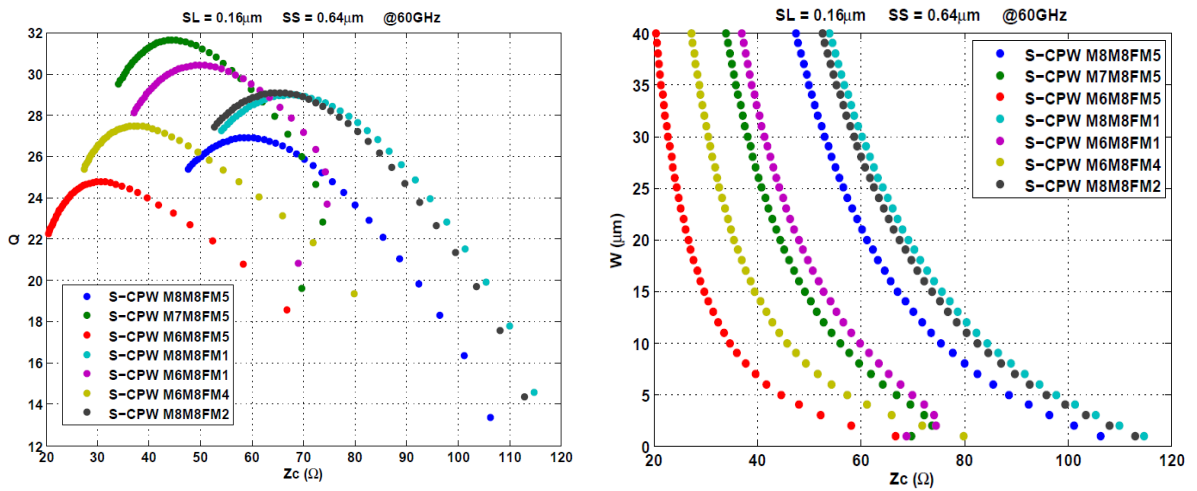 SL = 0.16μm SS = 0.64μm @60GHz
32
30
28
26
24
22
20
18
16
14
12
Q
S-CPW M8M8FM5
S-CPW M7M8FM5
S-CPW M6M8FM5
S-CPW M8M8FM1
S-CPW M6M8FM1
S-CPW M6M8FM4
S-CPW M8M8FM2
20 30 40 50 60 70 80 90 100 110 120
Zc (Ω)
SL = 0.16μm SS = 0.64μm @60GHz
40
35
30
25
20
15
10
5
0
W (μm)
S-CPW M8M8FM5
S-CPW M7M8FM5
S-CPW M6M8FM5
S-CPW M8M8FM1
S-CPW M6M8FM1
S-CPW M6M8FM4
S-CPW M8M8FM2
20 40 60 80 100 120
Zc (Ω)